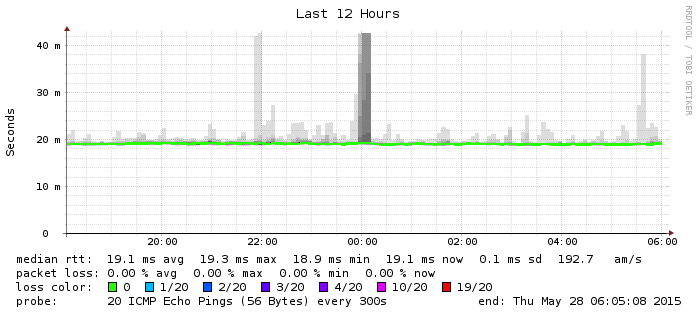 Last 12 Hours
RRDTOOL / TOBI OETIKER
Seconds
40 m
30 m
20 m
10 m
0
20:00 22:00 00:00 02:00 04:00 06:00
median rtt: 19.1 ms avg 19.3 ms max 18.9 ms min 19.1 ms now 0.1 ms sd 192.7 am/s
packet loss: 0.00 % avg 0.00 % max 0.00 % min 0.00 % now
loss color: 0 1/20 2/20 3/20 4/20 10/20 19/20
probe: 20 ICMP Echo Pings (56 Bytes) every 300s end: Thu May 28 06:05:08 2015